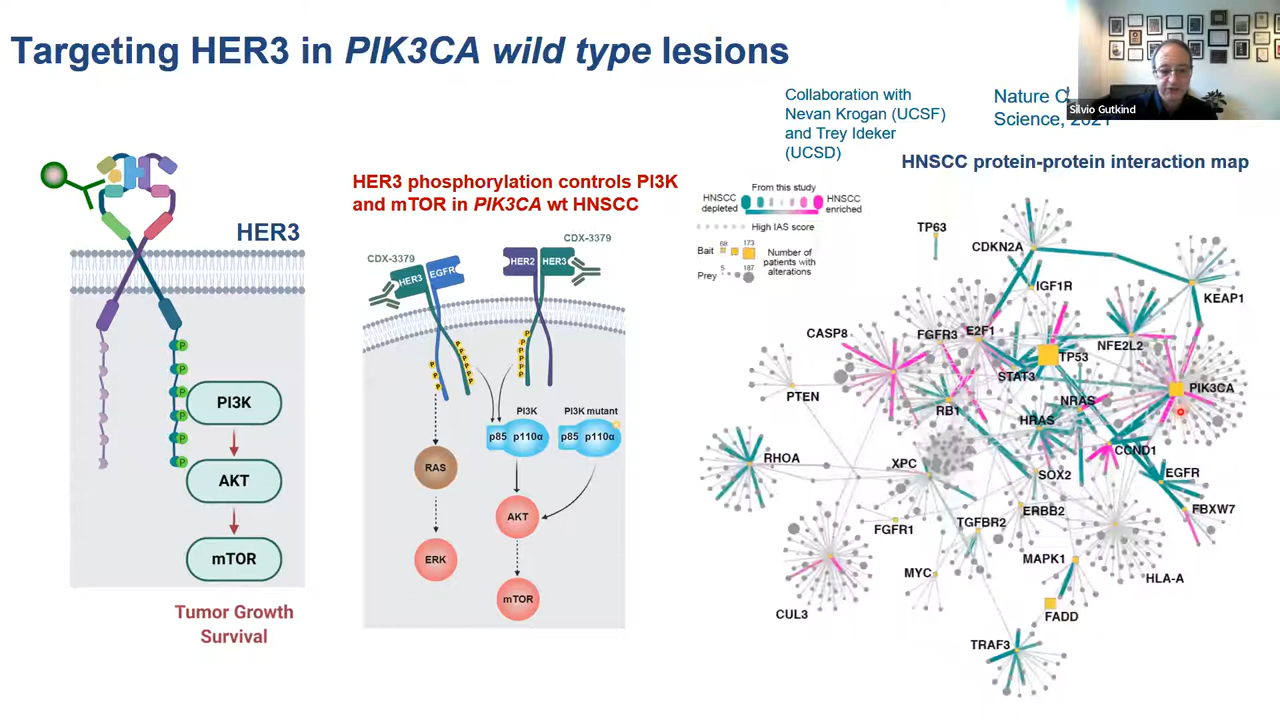 Targeting HER3 in PIK3CA wild type lesions
Silvio Gutkind
Collaboration with
Nevan Krogan (UCSF)
and Trey Ideker
(UCSD)
Nature
Science, 2021
HER3
PI3K
AKT
mTOR
P
P
P
P
P
P
Tumor Growth
Survival
HER3 phosphorylation controls PI3K
and mTOR in PIK3CA wt HNSCC
CDX-3379
CDX-3379
HER3
EGFR
HER2
HER3
PI3K
PI3K mutant
p85
p110α
p85
p110α
RAS
AKT
ERK
mTOR
HNSCC protein-protein interaction map
From this study
HNSCC
depleted
HNSCC
enriched
High IAS score
Bait
68
173
Number of
patients with
alterations
Prey
5
187
TP63
CDKN2A
IGF1R
KEAP1
CASP8
FGFR3
E2F1
NFE2L2
TP53
STAT3
PIK3CA
PTEN
RB1
NRAS
HRAS
CCND1
RHOA
XPC
SOX2
EGFR
ERBB2
FBXW7
FGFR1
TGFBR2
MYC
MAPK1
HLA-A
CUL3
FADD
TRAF3